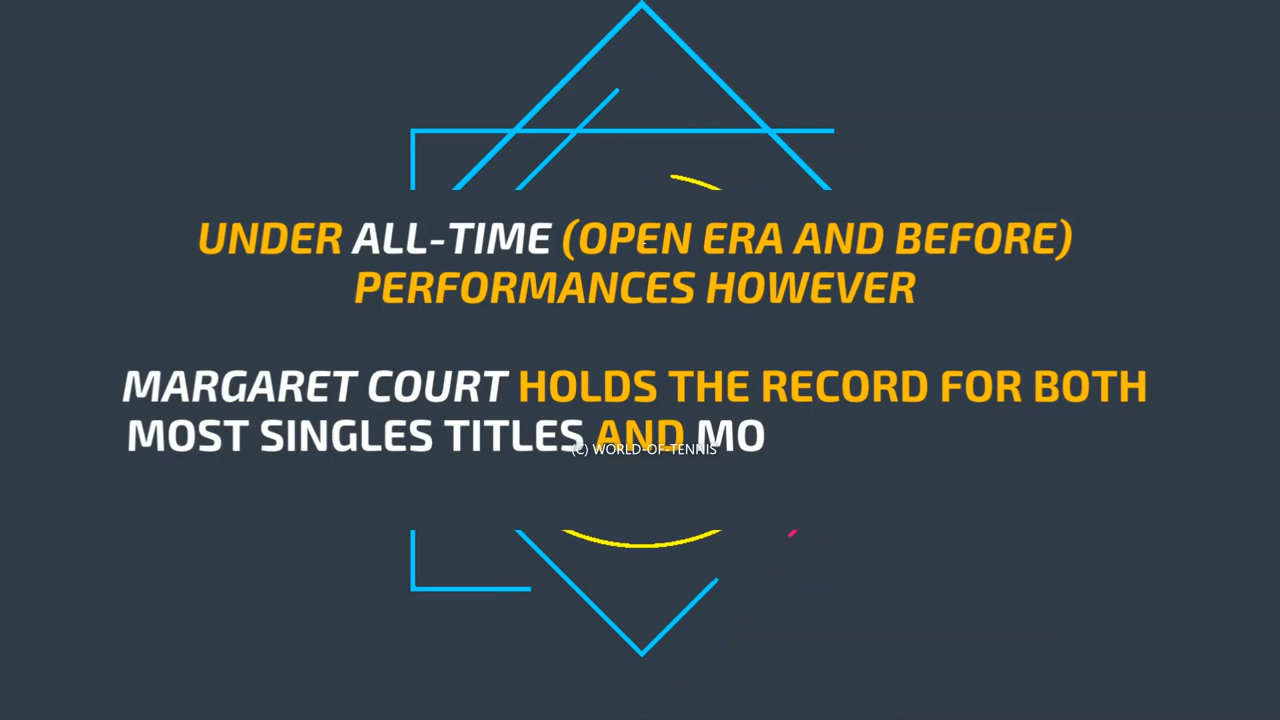 UNDER ALL-TIME (OPEN ERA AND BEFORE)
PERFORMANCES HOWEVER
MARGARET COURT HOLDS THE RECORD FOR BOTH
MOST SINGLES TITLES AND MO
(C) WORLD-OF-TENNIS